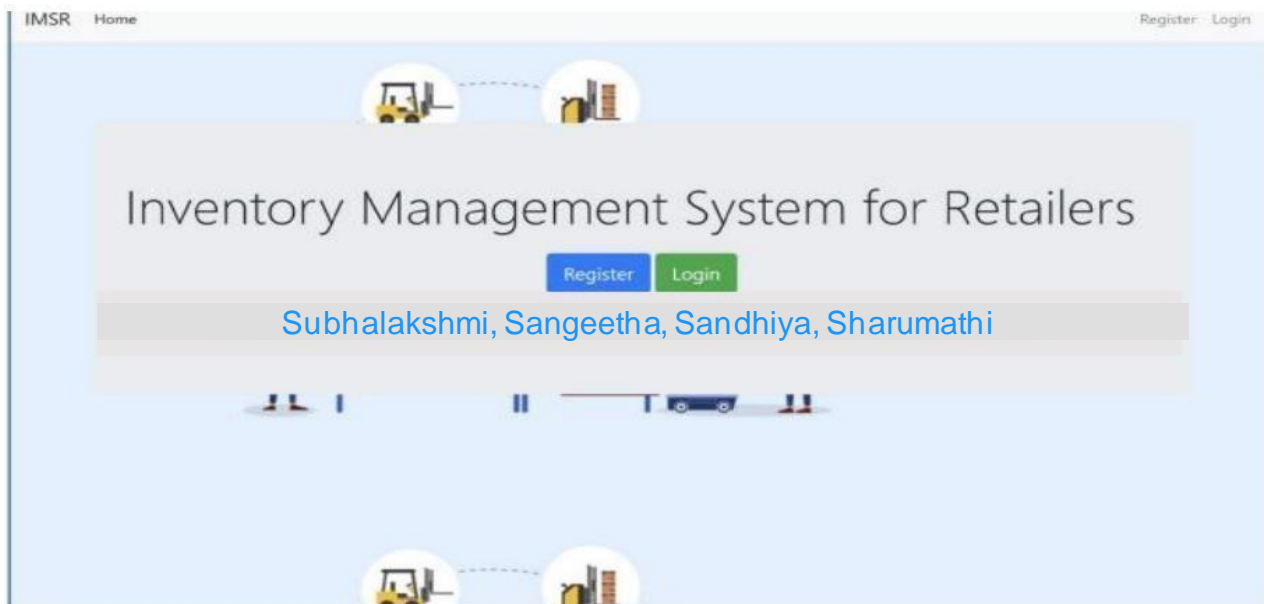 IMSR Home Register Login
Inventory Management System for Retailers
Register Login
Subhalakshmi, Sangeetha, Sandhiya, Sharumathi